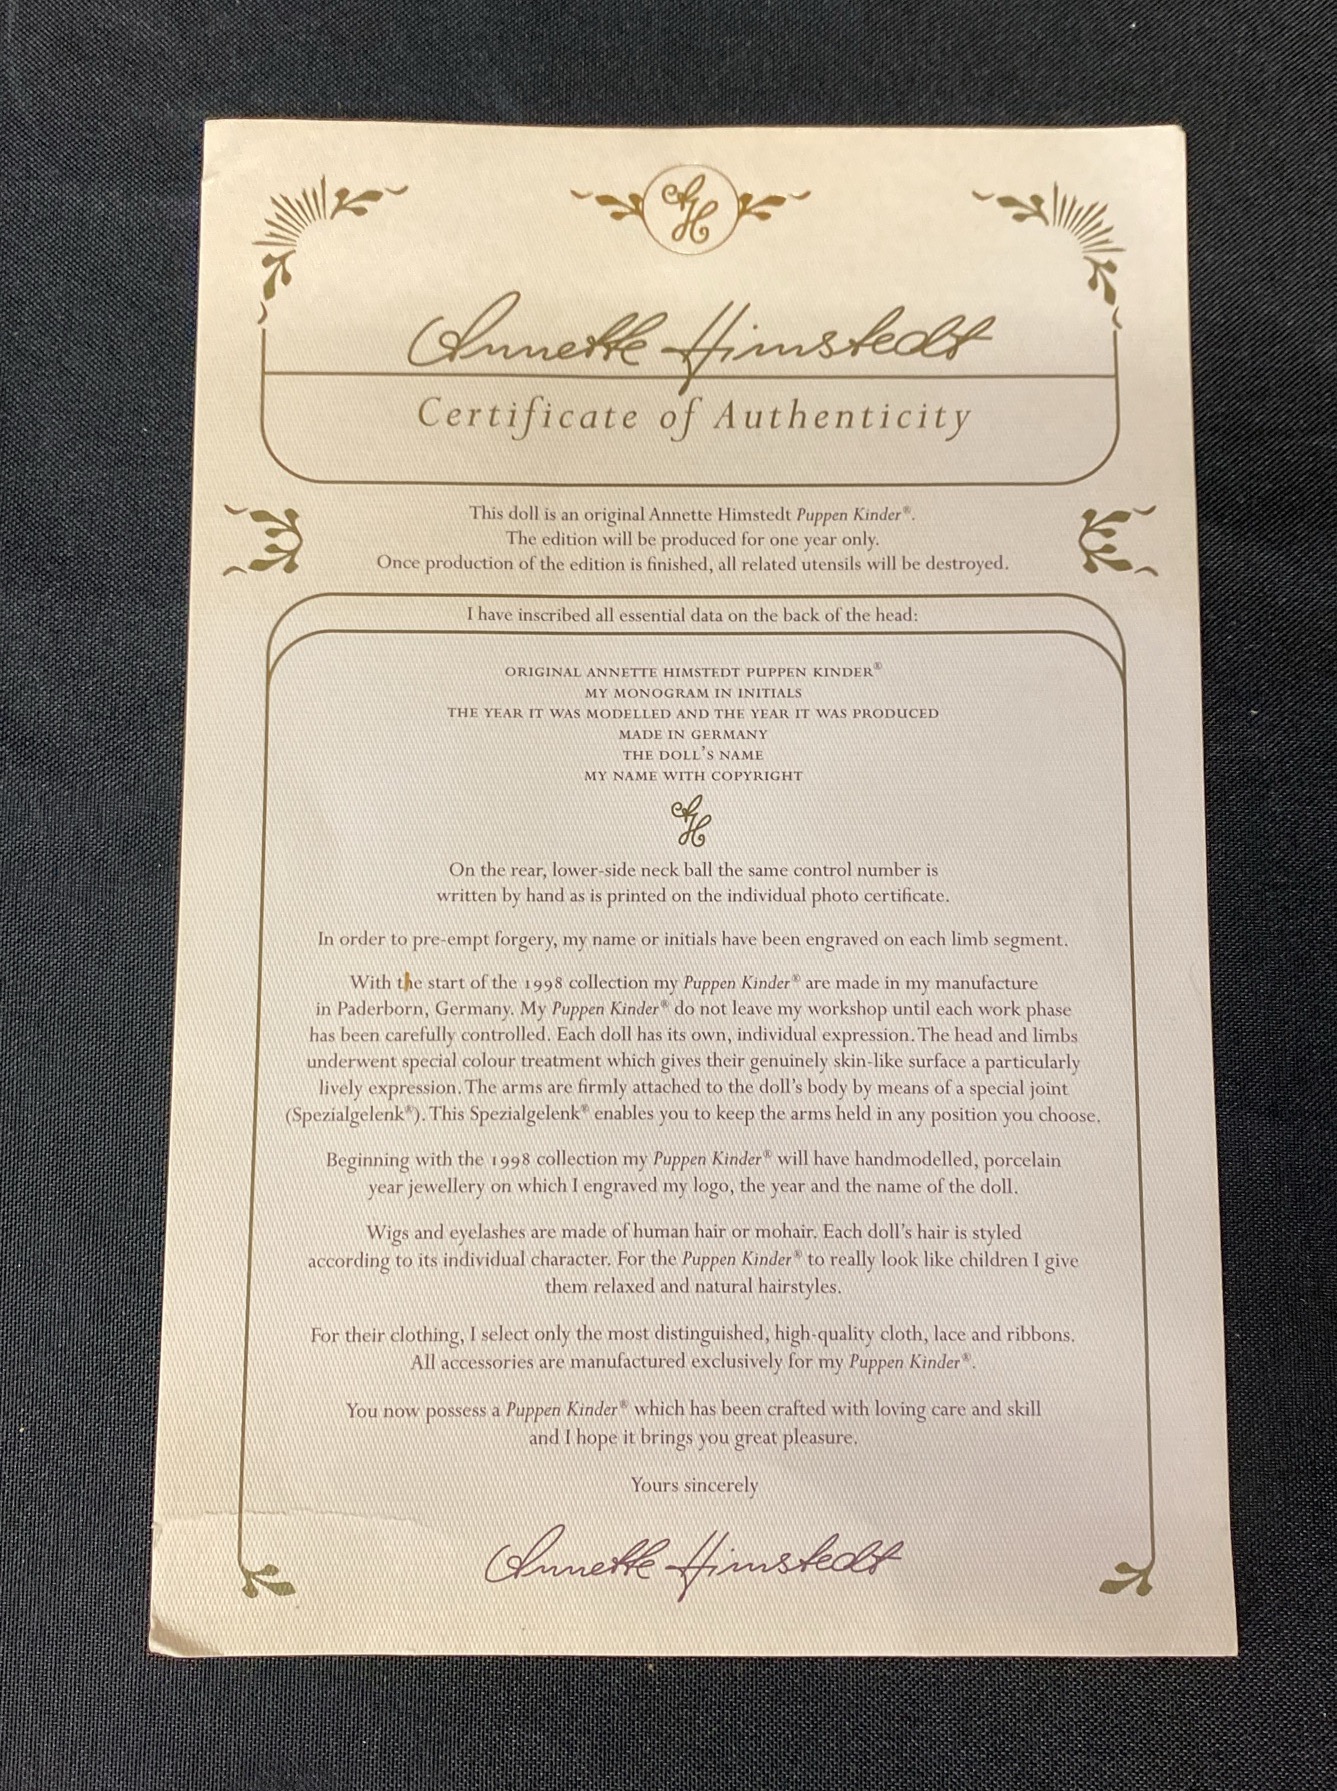 AH
Annette Himstedt
Certificate of Authenticity
This doll is an original Annette Himstedt Puppen Kinder®.
The edition will be produced for one year only.
Once production of the edition is finished, all related utensils will be destroyed.
I have inscribed all essential data on the back of the head:
ORIGINAL ANNETTE HIMSTEDT PUPPEN KINDER®
MY MONOGRAM IN INITIALS
THE YEAR IT WAS MODELLED AND THE YEAR IT WAS PRODUCED
MADE IN GERMANY
THE DOLL'S NAME
MY NAME WITH COPYRIGHT
AH
On the rear, lower-side neck ball the same control number is
written by hand as is printed on the individual photo certificate.
In order to pre-empt forgery, my name or initials have been engraved on each limb segment.
With the start of the 1998 collection my Puppen Kinder® are made in my manufacture
in Paderborn, Germany. My Puppen Kinder® do not leave my workshop until each work phase
has been carefully controlled. Each doll has its own, individual expression. The head and limbs
underwent special colour treatment which gives their genuinely skin-like surface a particularly
lively expression. The arms are firmly attached to the doll's body by means of a special joint
(Spezialgelenk®). This Spezialgelenk® enables you to keep the arms held in any position you choose.
Beginning with the 1998 collection my Puppen Kinder® will have handmodelled, porcelain
year jewellery on which I engraved my logo, the year and the name of the doll.
Wigs and eyelashes are made of human hair or mohair. Each doll's hair is styled
according to its individual character. For the Puppen Kinder® to really look like children I give
them relaxed and natural hairstyles.
For their clothing, I select only the most distinguished, high-quality cloth, lace and ribbons.
All accessories are manufactured exclusively for my Puppen Kinder®.
You now possess a Puppen Kinder® which has been crafted with loving care and skill
and I hope it brings you great pleasure.
Yours sincerely
Annette Himstedt